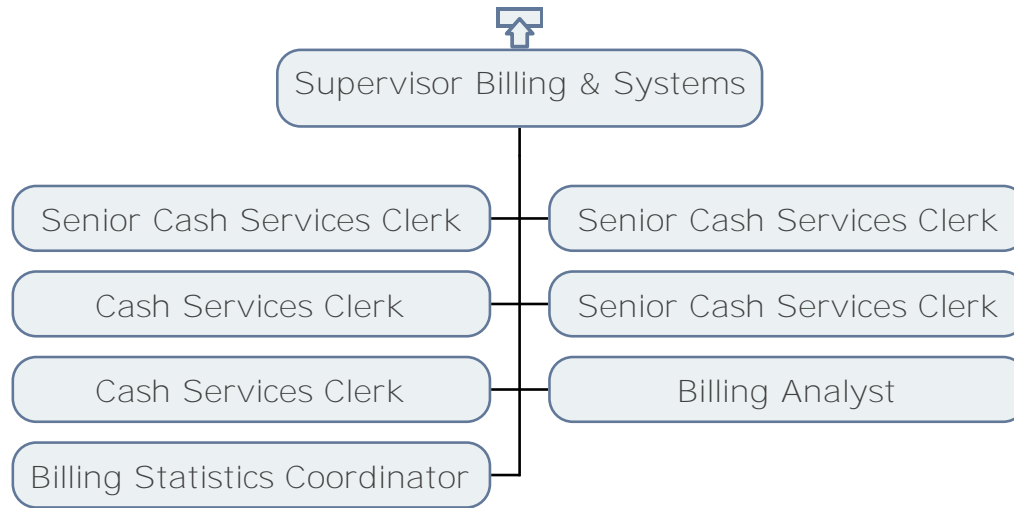 Supervisor Billing & Systems
Senior Cash Services Clerk
Senior Cash Services Clerk
Cash Services Clerk
Senior Cash Services Clerk
Cash Services Clerk
Billing Analyst
Billing Statistics Coordinator